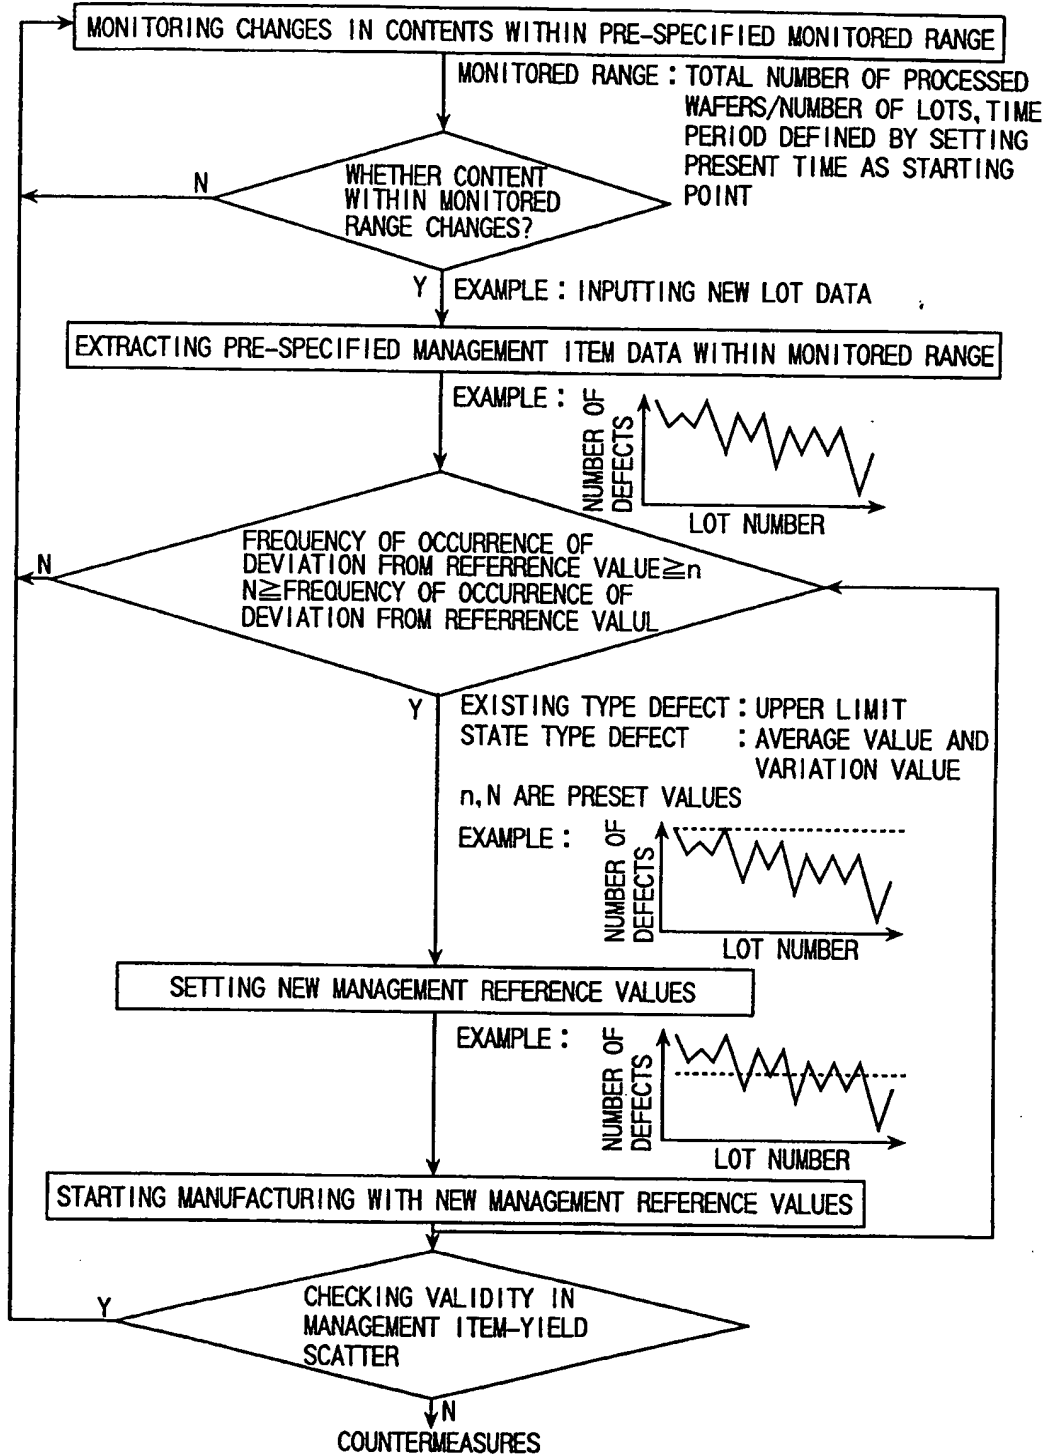 MONITORING CHANGES IN CONTENTS WITHIN PRE-SPECIFIED MONITORED RANGE
MONITORED RANGE : TOTAL NUMBER OF PROCESSED
WAFERS/NUMBER OF LOTS, TIME
PERIOD DEFINED BY SETTING
PRESENT TIME AS STARTING
POINT
WHETHER CONTENT
WITHIN MONITORED
RANGE CHANGES?
N
Y
EXAMPLE : INPUTTING NEW LOT DATA
EXTRACTING PRE-SPECIFIED MANAGEMENT ITEM DATA WITHIN MONITORED RANGE
EXAMPLE :
NUMBER OF
DEFECTS
LOT NUMBER
FREQUENCY OF OCCURRENCE OF
DEVIATION FROM REFERRENCE VALUE≧n
N≧FREQUENCY OF OCCURRENCE OF
DEVIATION FROM REFERRENCE VALUL
N
Y
EXISTING TYPE DEFECT : UPPER LIMIT
STATE TYPE DEFECT : AVERAGE VALUE AND
VARIATION VALUE
n, N ARE PRESET VALUES
EXAMPLE :
NUMBER OF
DEFECTS
LOT NUMBER
SETTING NEW MANAGEMENT REFERENCE VALUES
EXAMPLE :
NUMBER OF
DEFECTS
LOT NUMBER
STARTING MANUFACTURING WITH NEW MANAGEMENT REFERENCE VALUES
CHECKING VALIDITY IN
MANAGEMENT ITEM-YIELD
SCATTER
Y
N
COUNTERMEASURES